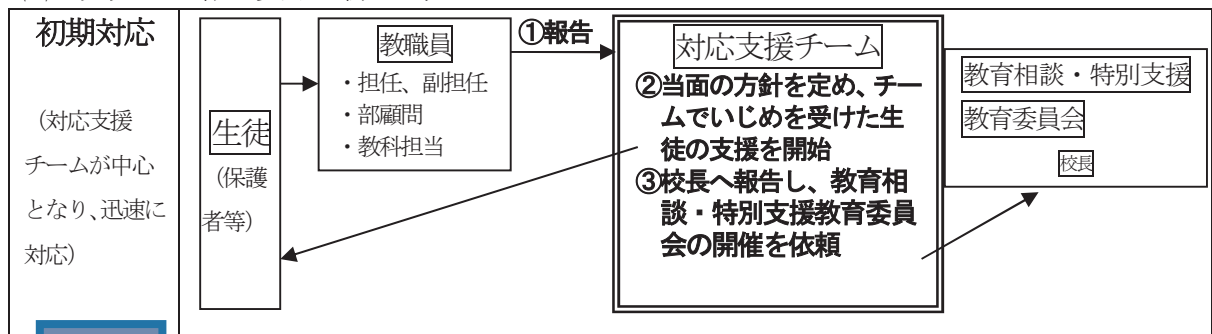 初期対応
(対応支援
チームが中心
となり、迅速に
対応)
生徒
(保護
者等)
教職員
・担任、副担任
・部顧問
・教科担当
①報告
対応支援チーム
②当面の方針を定め、チー
ムでいじめを受けた生
徒の支援を開始
③校長へ報告し、教育相
談・特別支援教育委員
会の開催を依頼
教育相談・特別支援
教育委員会
校長